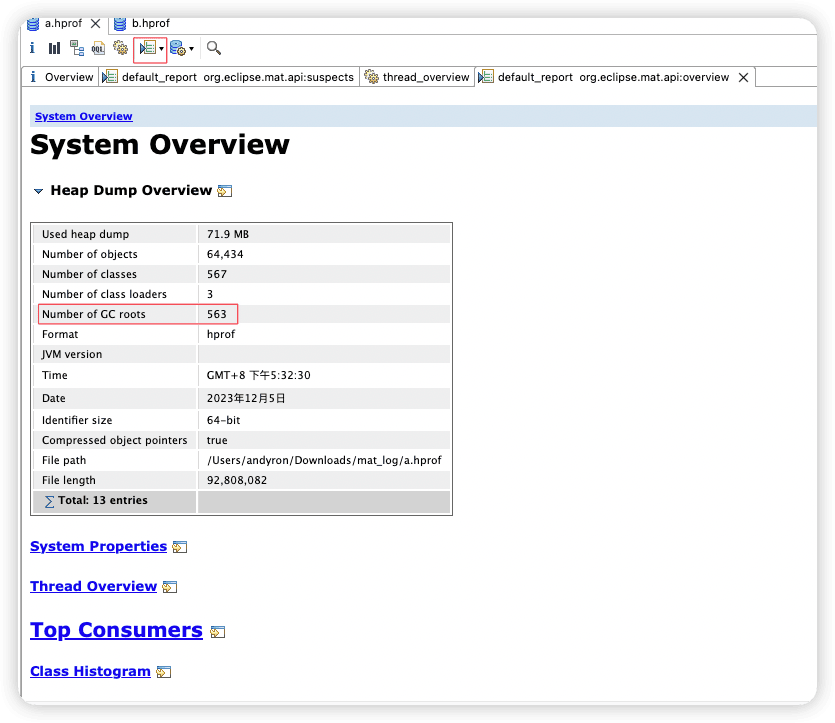 a.hprof b.hprof
i OQL
i Overview default_report org.eclipse.mat.api:suspects thread_overview default_report org.eclipse.mat.api:overview
System Overview
System Overview
Heap Dump Overview
Used heap dump 71.9 MB
Number of objects 64,434
Number of classes 567
Number of class loaders 3
Number of GC roots 563
Format hprof
JVM version
Time GMT+8 下午5:32:30
Date 2023年12月5日
Identifier size 64-bit
Compressed object pointers true
File path /Users/andyron/Downloads/mat_log/a.hprof
File length 92,808,082
∑ Total: 13 entries
System Properties
Thread Overview
Top Consumers
Class Histogram